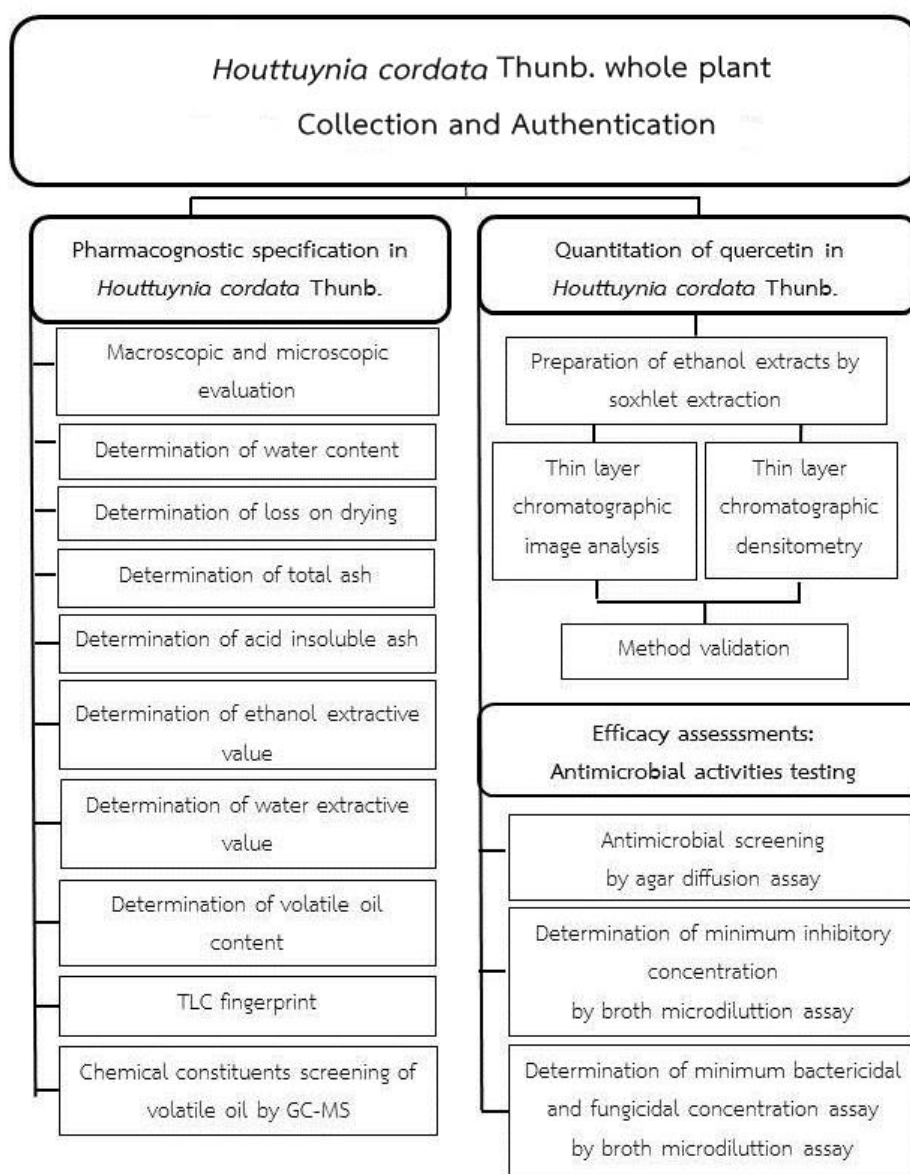 Houttuynia cordata Thunb. whole plant
Collection and Authentication
Pharmacognostic specification in
Houttuynia cordata Thunb.
Macroscopic and microscopic
evaluation
Determination of water content
Determination of loss on drying
Determination of total ash
Determination of acid insoluble ash
Determination of ethanol extractive
value
Determination of water extractive
value
Determination of volatile oil
content
TLC fingerprint
Chemical constituents screening of
volatile oil by GC-MS
Quantitation of quercetin in
Houttuynia cordata Thunb.
Preparation of ethanol extracts by
soxhlet extraction
Thin layer
chromatographic
image analysis
Thin layer
chromatographic
densitometry
Method validation
Efficacy assesssments:
Antimicrobial activities testing
Antimicrobial screening
by agar diffusion assay
Determination of minimum inhibitory
concentration
by broth microdiluttion assay
Determination of minimum bactericidal
and fungicidal concentration assay
by broth microdiluttion assay